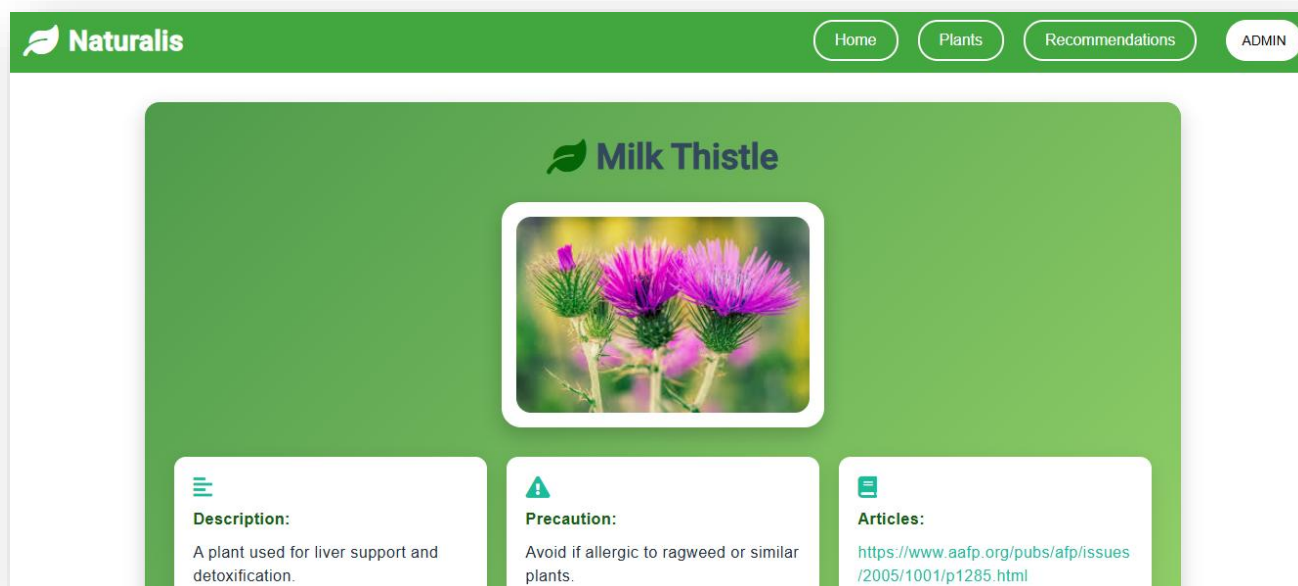 Naturalis
Home
Plants
Recommendations
ADMIN
Milk Thistle
Description:
A plant used for liver support and
detoxification.
Precaution:
Avoid if allergic to ragweed or similar
plants.
Articles:
https://www.aafp.org/pubs/afp/issues
/2005/1001/p1285.html